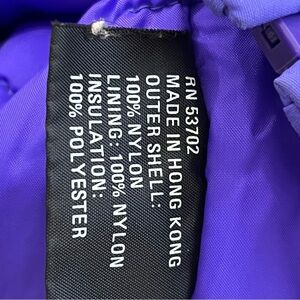 RN 53702
MADE IN HONG KONG
OUTER SHELL:
100% NYLON
LINING: 100% NYLON
INSULATION:
100% POLYESTER